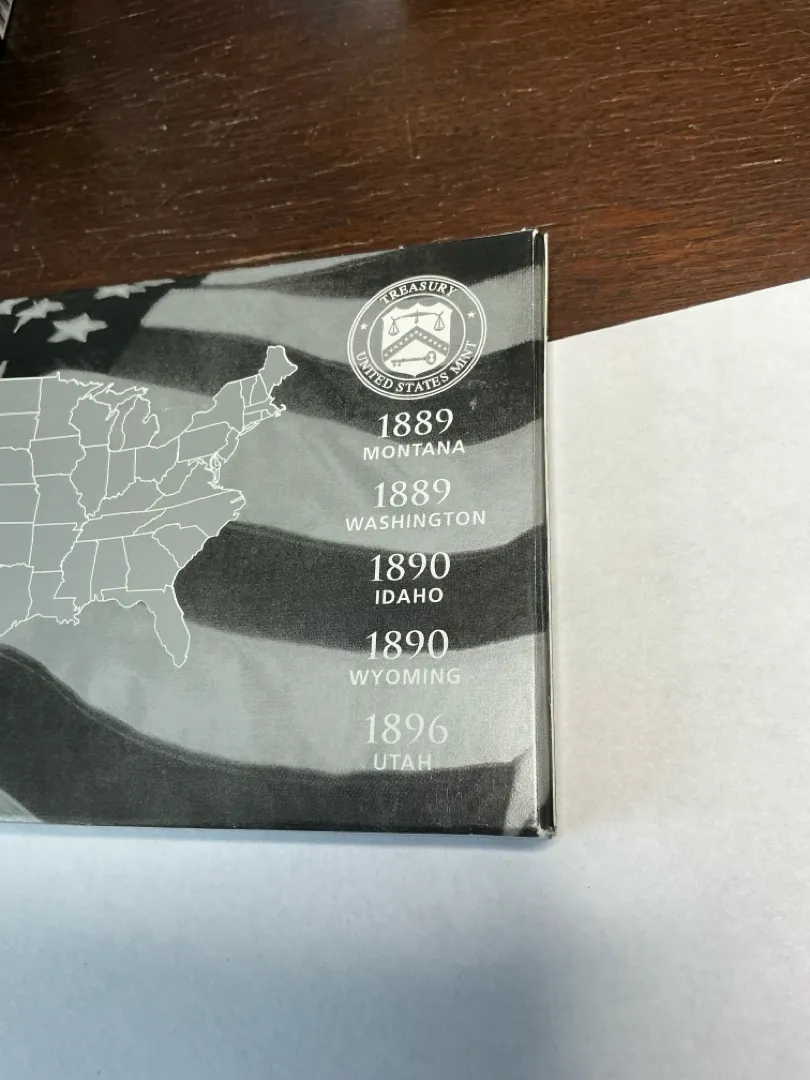 TREASURY
UNITED STATES MINT
1889
MONTANA
1889
WASHINGTON
1890
IDAHO
1890
WYOMING
1896
UTAH